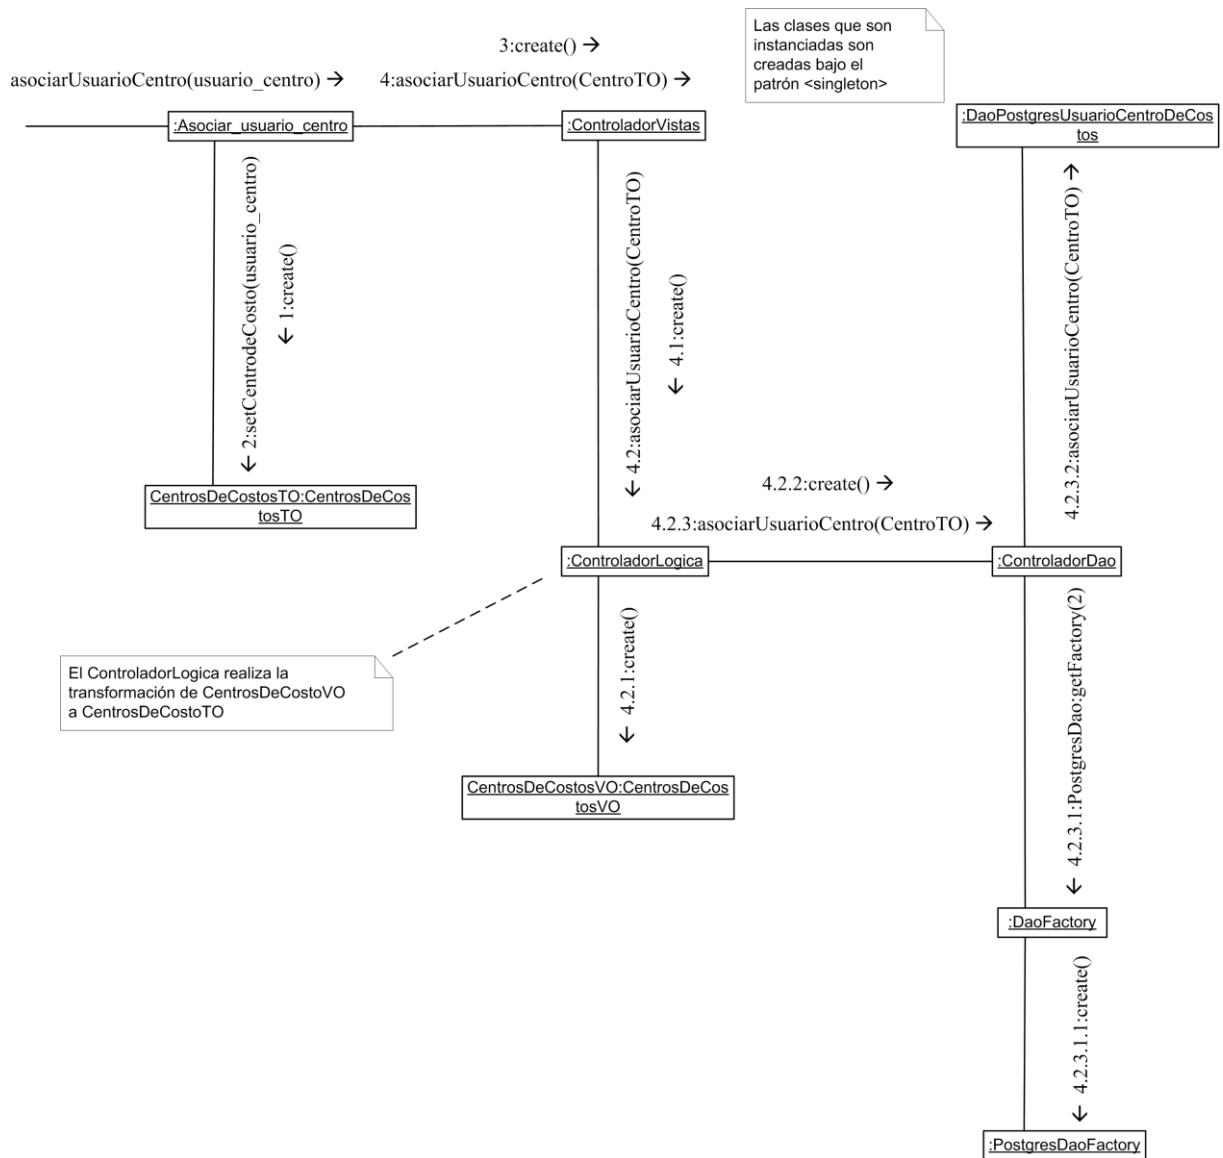 Las clases que son
instanciadas son
creadas bajo el
patrón <singleton>
3:create() →
asociarUsuarioCentro(usuario_centro) →
4:asociarUsuarioCentro(CentroTO) →
:Asociar_usuario_centro
:ControladorVistas
:DaoPostgresUsuarioCentroDeCos
tos
← 2:setCentrodeCosto(usuario_centro)
← 1:create()
← 4.2:asociarUsuarioCentro(CentroTO)
← 4.1:create()
4.2.3.2:asociarUsuarioCentro(CentroTO) →
CentrosDeCostosTO:CentrosDeCos
tosTO
4.2.2:create() →
4.2.3:asociarUsuarioCentro(CentroTO) →
:ControladorLogica
:ControladorDao
El ControladorLogica realiza la
transformación de CentrosDeCostoVO
a CentrosDeCostoTO
← 4.2.1:create()
← 4.2.3.1:PostgresDao:getFactory(2)
CentrosDeCostosVO:CentrosDeCos
tosVO
:DaoFactory
← 4.2.3.1.1:create()
:PostgresDaoFactory